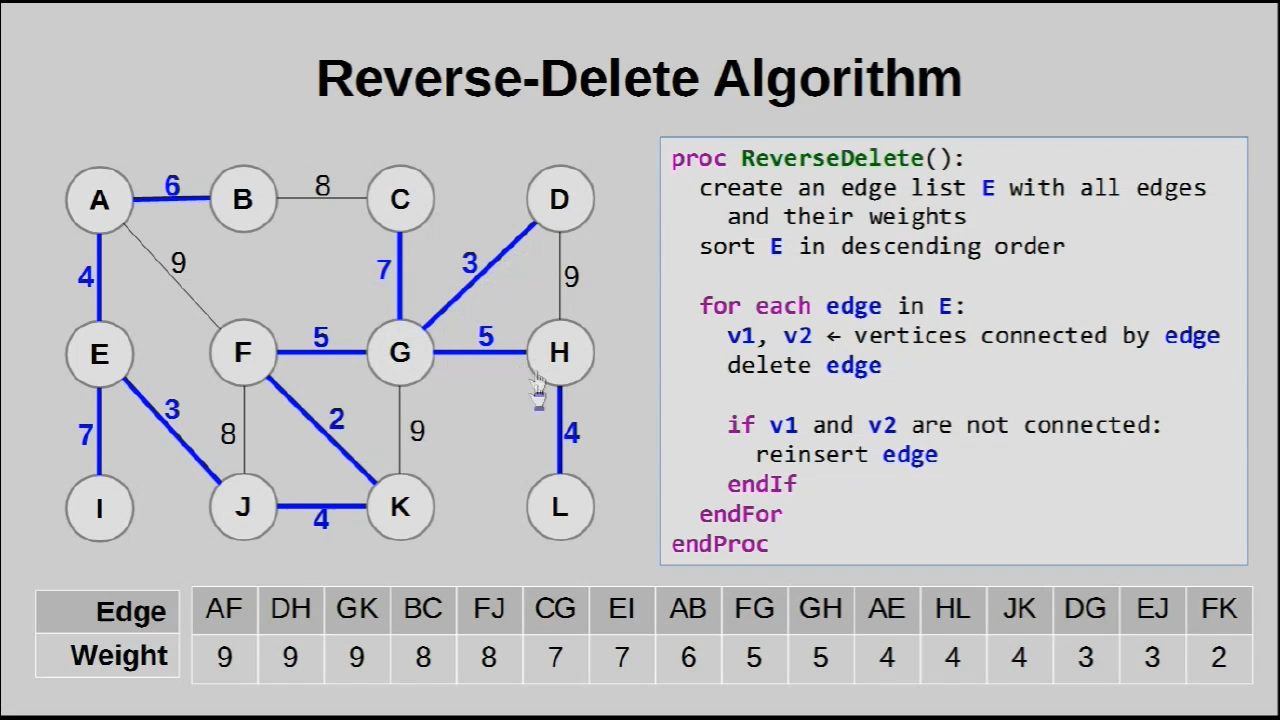 Reverse-Delete Algorithm
A 6 B 8 C D
4 9 7 3 9
E F 5 G 5 H
7 3 8 2 9 4
I J 4 K L
proc ReverseDelete():
create an edge list E with all edges
and their weights
sort E in descending order
for each edge in E:
v1, v2 ← vertices connected by edge
delete edge
if v1 and v2 are not connected:
reinsert edge
endIf
endFor
endProc
Edge AF DH GK BC FJ CG EI AB FG GH AE HL JK DG EJ FK
Weight 9 9 9 8 8 7 7 6 5 5 4 4 4 3 3 2